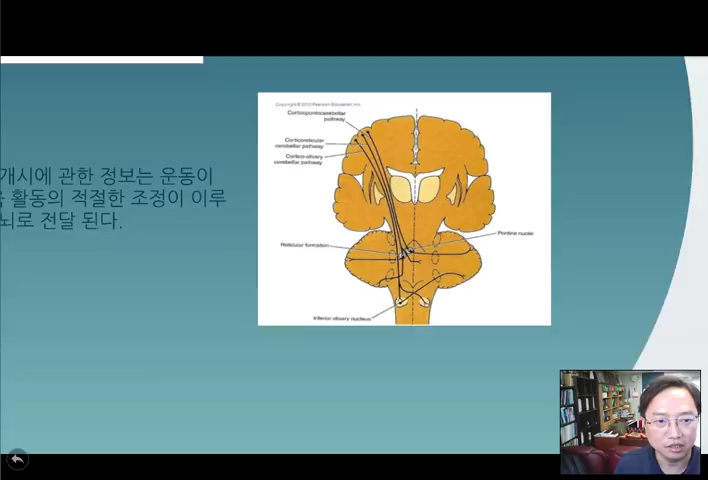 개시에 관한 정보는 운동이
활동의 적절한 조정이 이루
뇌로 전달 된다.
Copyright © 2010 Pearson Education, Inc.
Corticopontocerebellar
pathway
Corticoreticular
cerebellar pathway
Cortico-olivary
cerebellar pathway
Reticular formation
Pontine nuclei
Inferior olivary nucleus